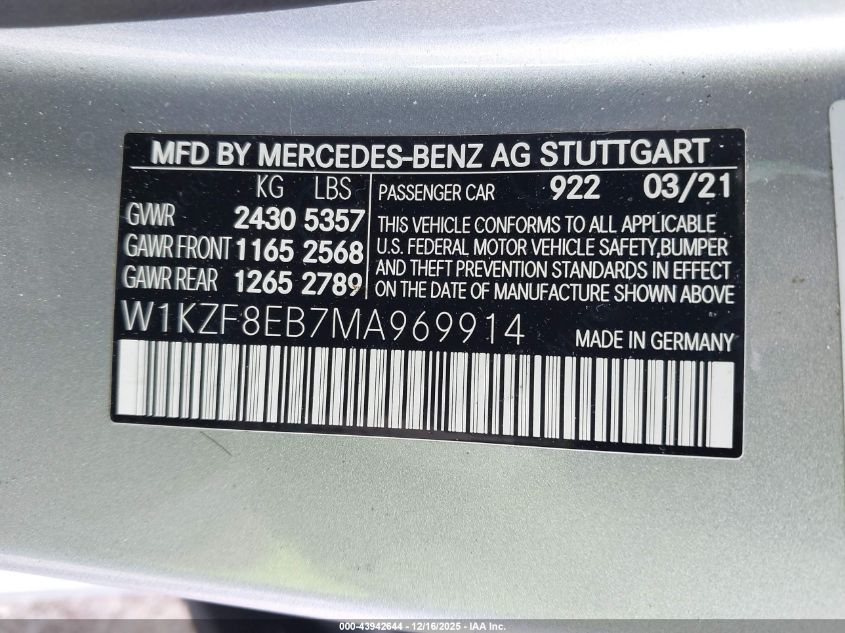 MFD BY MERCEDES-BENZ AG STUTTGART
KG LBS
GVWR 2430 5357
GAWR FRONT 1165 2568
GAWR REAR 1265 2789
PASSENGER CAR 922 03/21
THIS VEHICLE CONFORMS TO ALL APPLICABLE
U.S. FEDERAL MOTOR VEHICLE SAFETY,BUMPER
AND THEFT PREVENTION STANDARDS IN EFFECT
ON THE DATE OF MANUFACTURE SHOWN ABOVE
W1KZF8EB7MA969914
MADE IN GERMANY
000-43942644 | 12/16/2025 - IAA Inc.